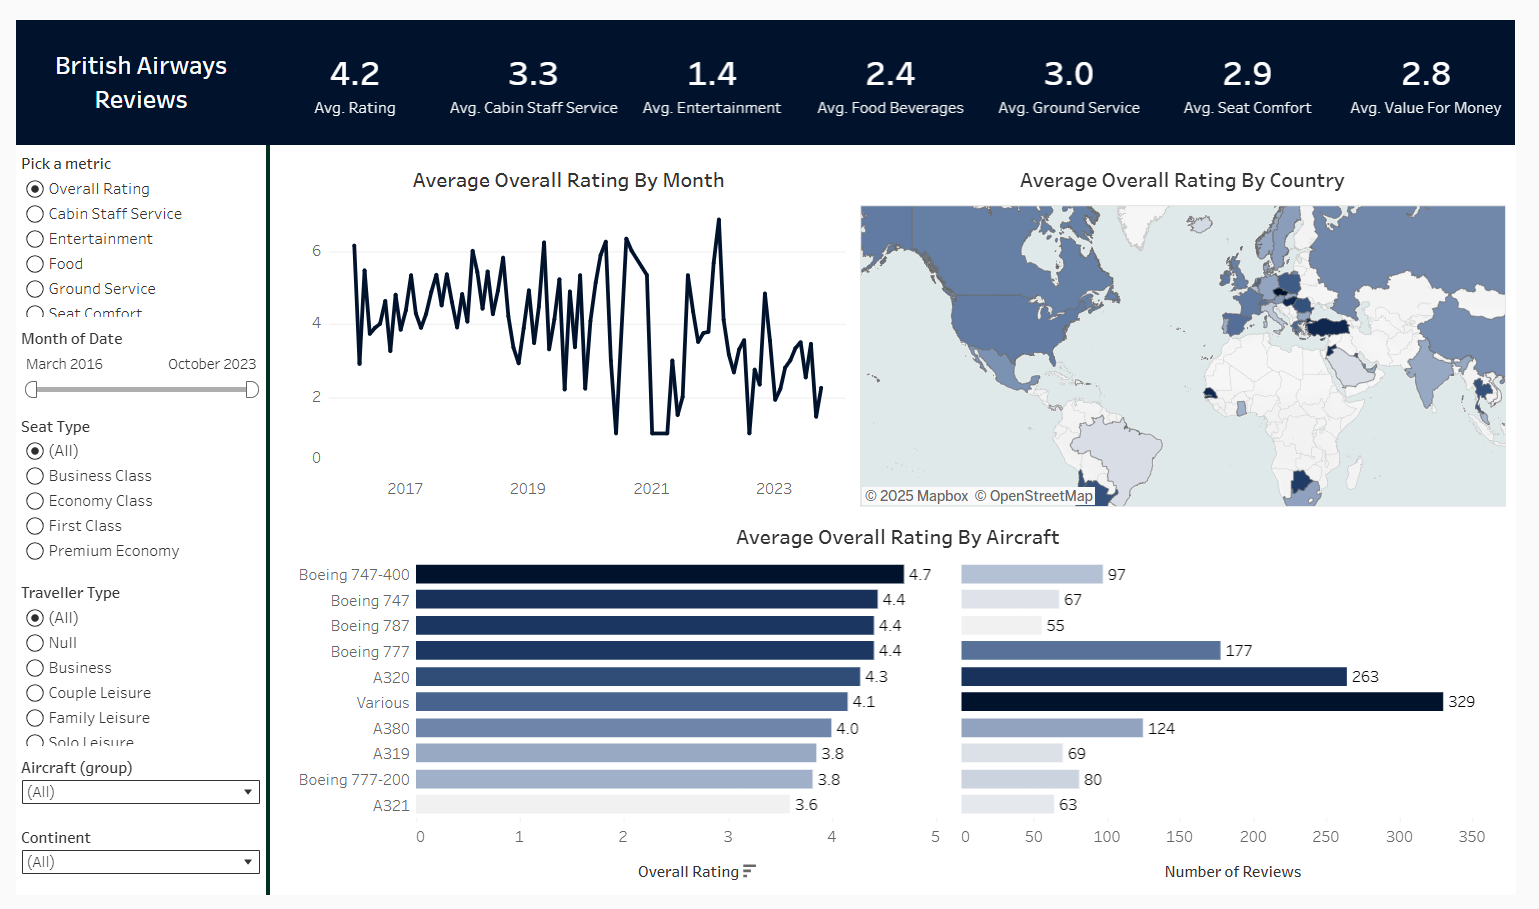 British Airways
Reviews
4.2
Avg. Rating
3.3
Avg. Cabin Staff Service
1.4
Avg. Entertainment
2.4
Avg. Food Beverages
3.0
Avg. Ground Service
2.9
Avg. Seat Comfort
2.8
Avg. Value For Money
Pick a metric
Overall Rating
Cabin Staff Service
Entertainment
Food
Ground Service
Seat Comfort
Month of Date
March 2016 October 2023
Seat Type
(All)
Business Class
Economy Class
First Class
Premium Economy
Traveller Type
(All)
Null
Business
Couple Leisure
Family Leisure
Solo Leisure
Aircraft (group)
(All)
Continent
(All)
Average Overall Rating By Month
6
4
2
0
2017 2019 2021 2023
Average Overall Rating By Country
© 2025 Mapbox © OpenStreetMap
Average Overall Rating By Aircraft
Boeing 747-400 4.7 97
Boeing 747 4.4 67
Boeing 787 4.4 55
Boeing 777 4.4 177
A320 4.3 263
Various 4.1 329
A380 4.0 124
A319 3.8 69
Boeing 777-200 3.8 80
A321 3.6 63
0 1 2 3 4 5 0 50 100 150 200 250 300 350
Overall Rating Number of Reviews